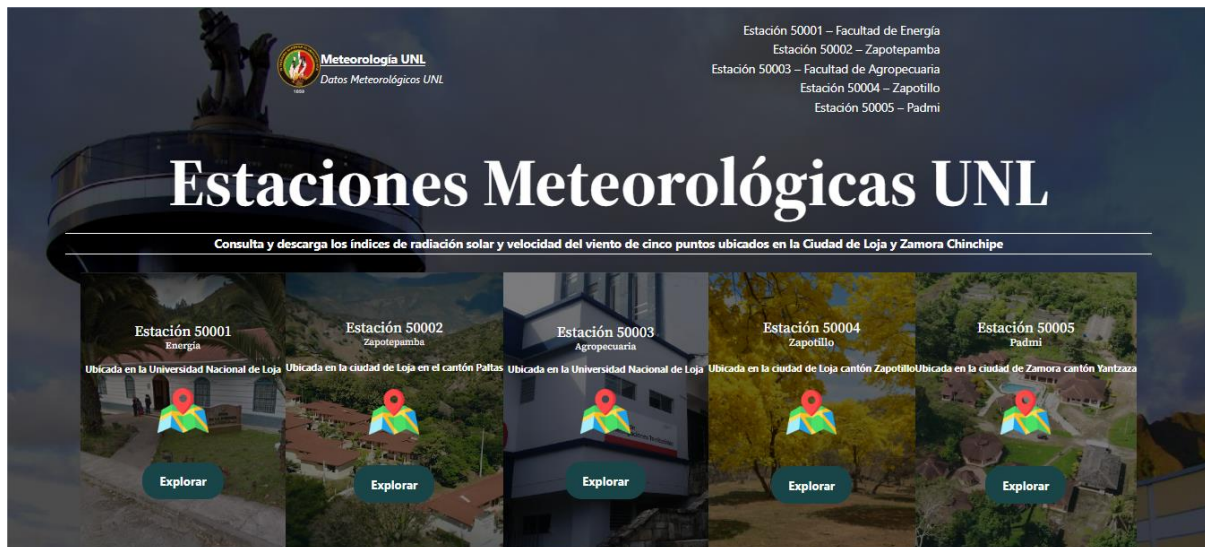 Meteorología UNL
Datos Meteorológicos UNL
Estación 50001 – Facultad de Energía
Estación 50002 – Zapotepamba
Estación 50003 – Facultad de Agropecuaria
Estación 50004 – Zapotillo
Estación 50005 – Padmi
Estaciones Meteorológicas UNL
Consulta y descarga los índices de radiación solar y velocidad del viento de cinco puntos ubicados en la Ciudad de Loja y Zamora Chinchipe
Estación 50001
Energía
Ubicada en la Universidad Nacional de Loja
Explorar
Estación 50002
Zapotepamba
Ubicada en la ciudad de Loja en el cantón Paltas
Explorar
Estación 50003
Agropecuaria
Ubicada en la Universidad Nacional de Loja
Explorar
Estación 50004
Zapotillo
Ubicada en la ciudad de Loja cantón Zapotillo
Explorar
Estación 50005
Padmi
Ubicada en la ciudad de Zamora cantón Yantzaza
Explorar